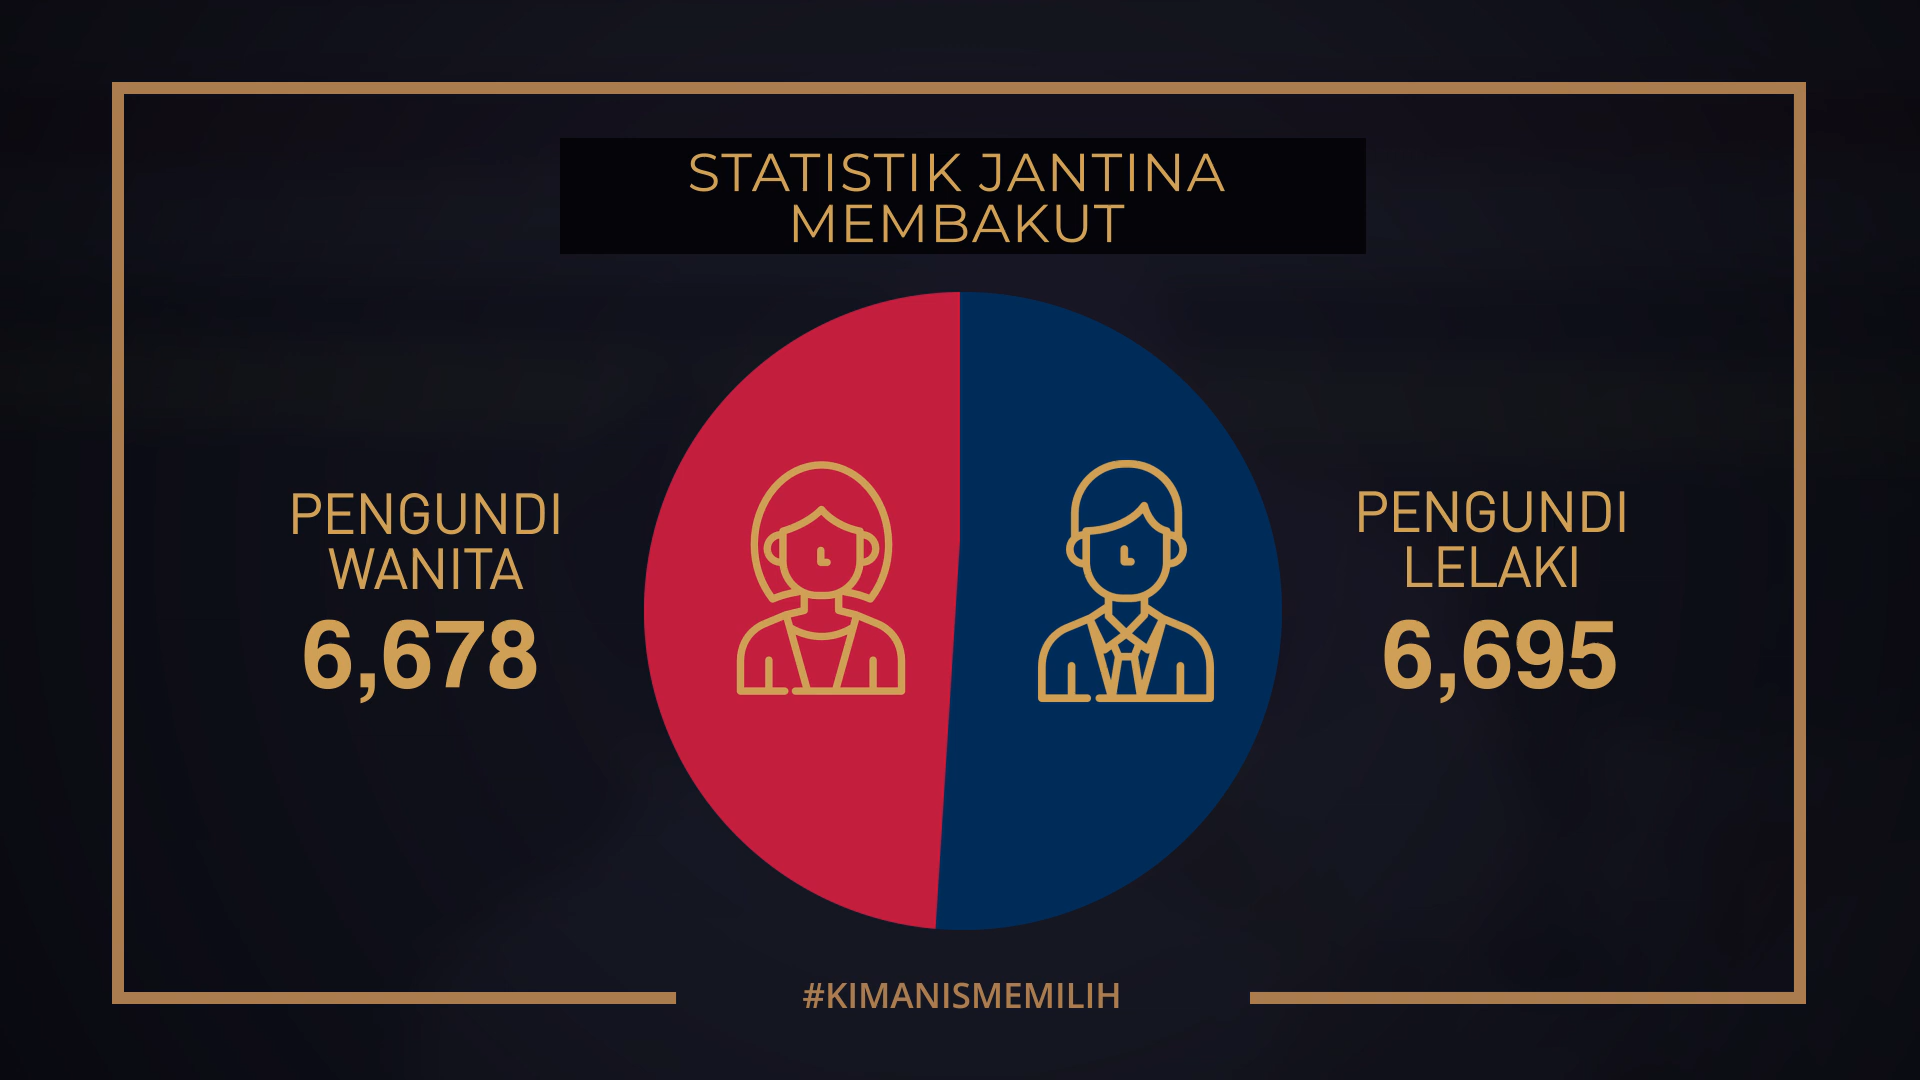 STATISTIK JANTINA
MEMBAKUT
PENGUNDI
WANITA
6,678
PENGUNDI
LELAKI
6,695
#KIMANISMEMILIH